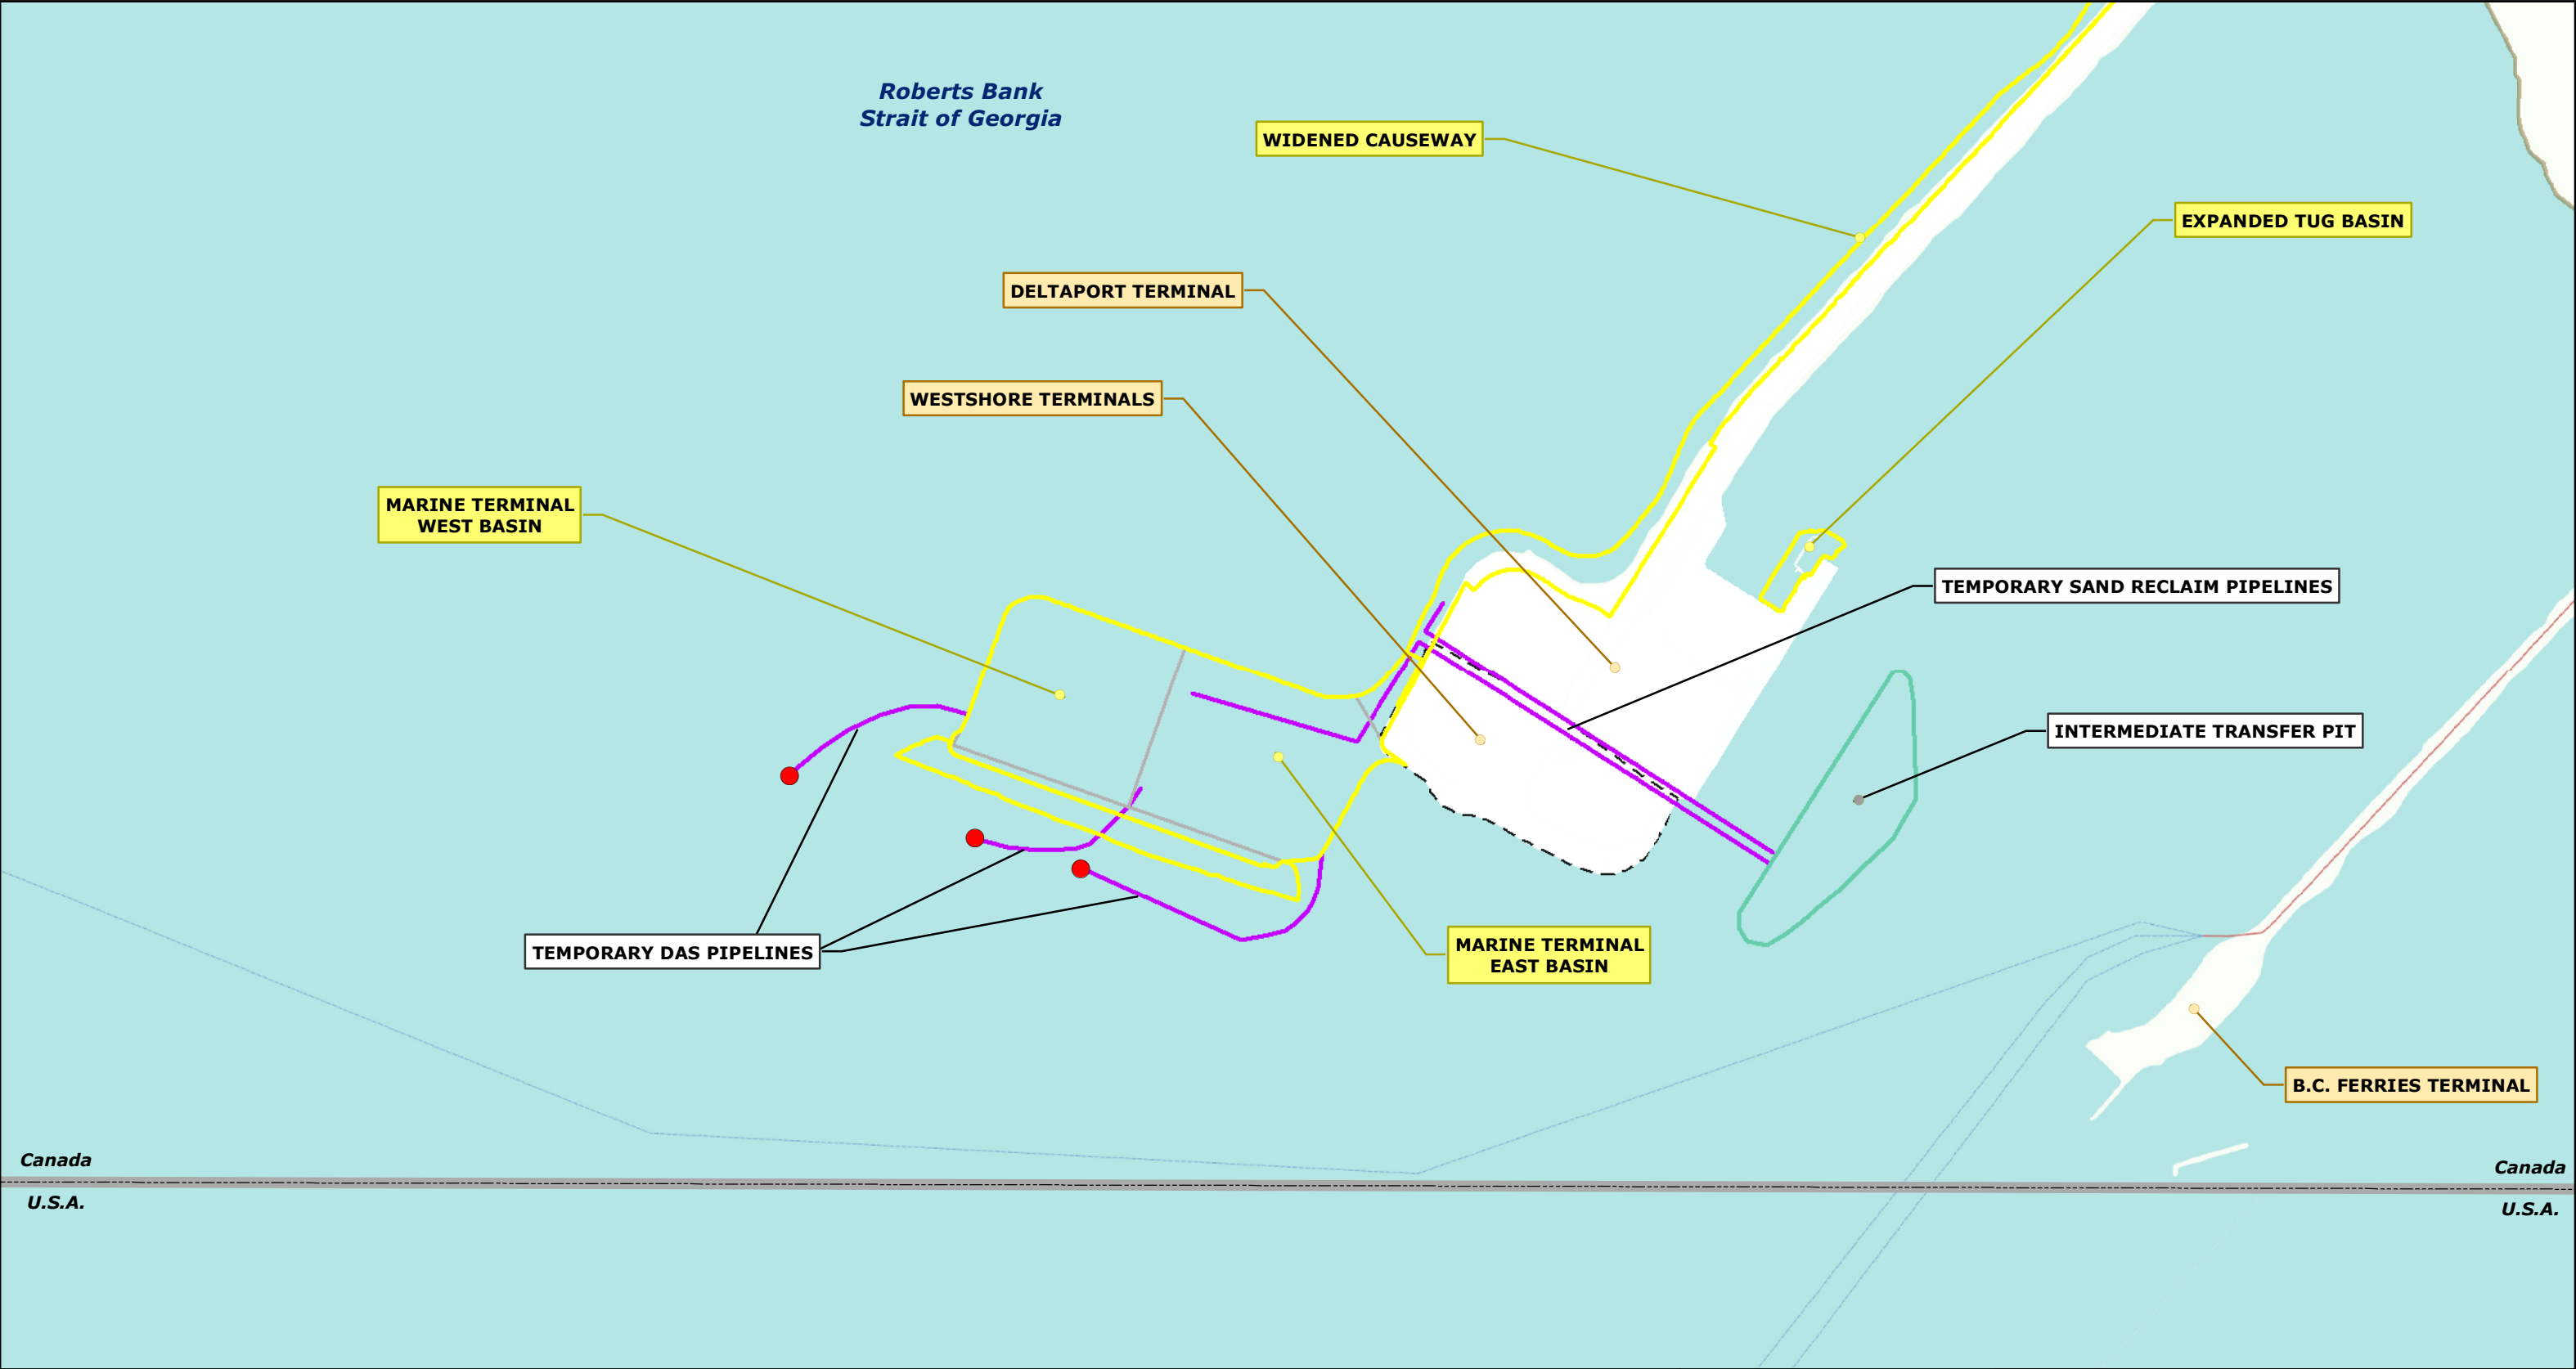 Roberts Bank
Strait of Georgia
WIDENED CAUSEWAY
EXPANDED TUG BASIN
DELTAPORT TERMINAL
WESTSHORE TERMINALS
MARINE TERMINAL
WEST BASIN
TEMPORARY SAND RECLAIM PIPELINES
INTERMEDIATE TRANSFER PIT
TEMPORARY DAS PIPELINES
MARINE TERMINAL
EAST BASIN
B.C. FERRIES TERMINAL
Canada
U.S.A.
Canada
U.S.A.